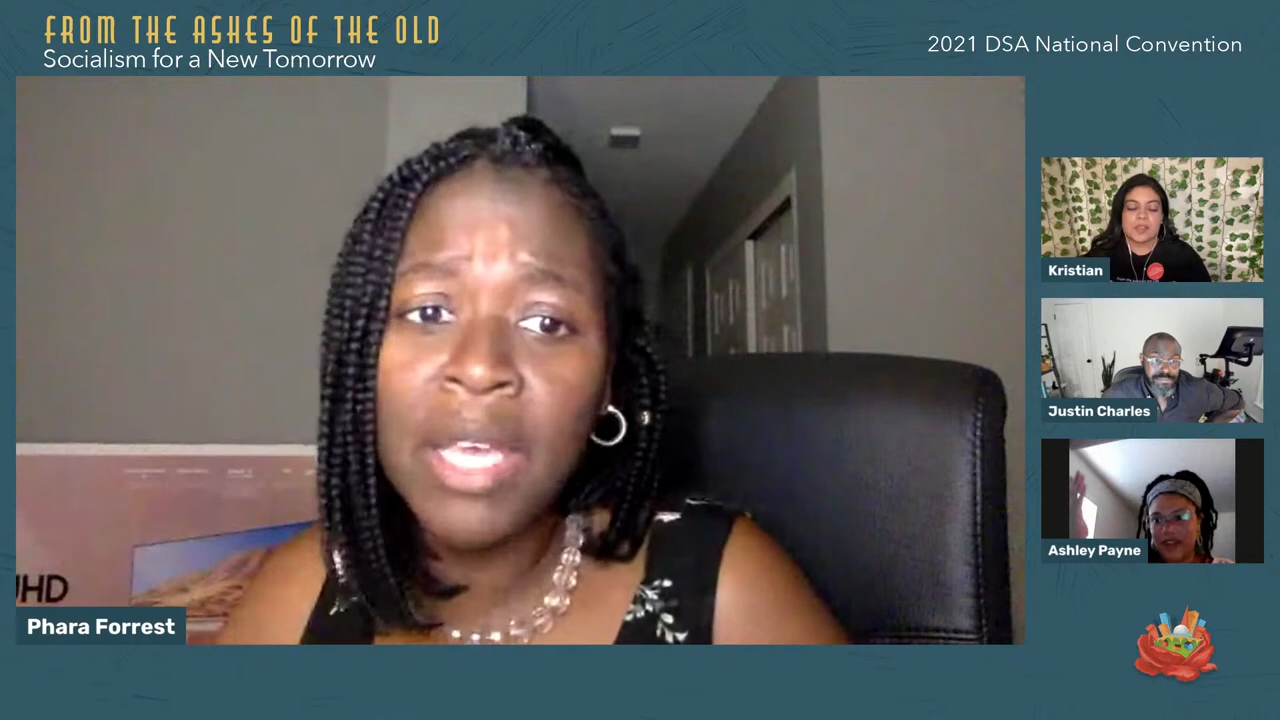 FROM THE ASHES OF THE OLD
Socialism for a New Tomorrow
2021 DSA National Convention
Kristian
Justin Charles
Ashley Payne
UHD
Phara Forrest